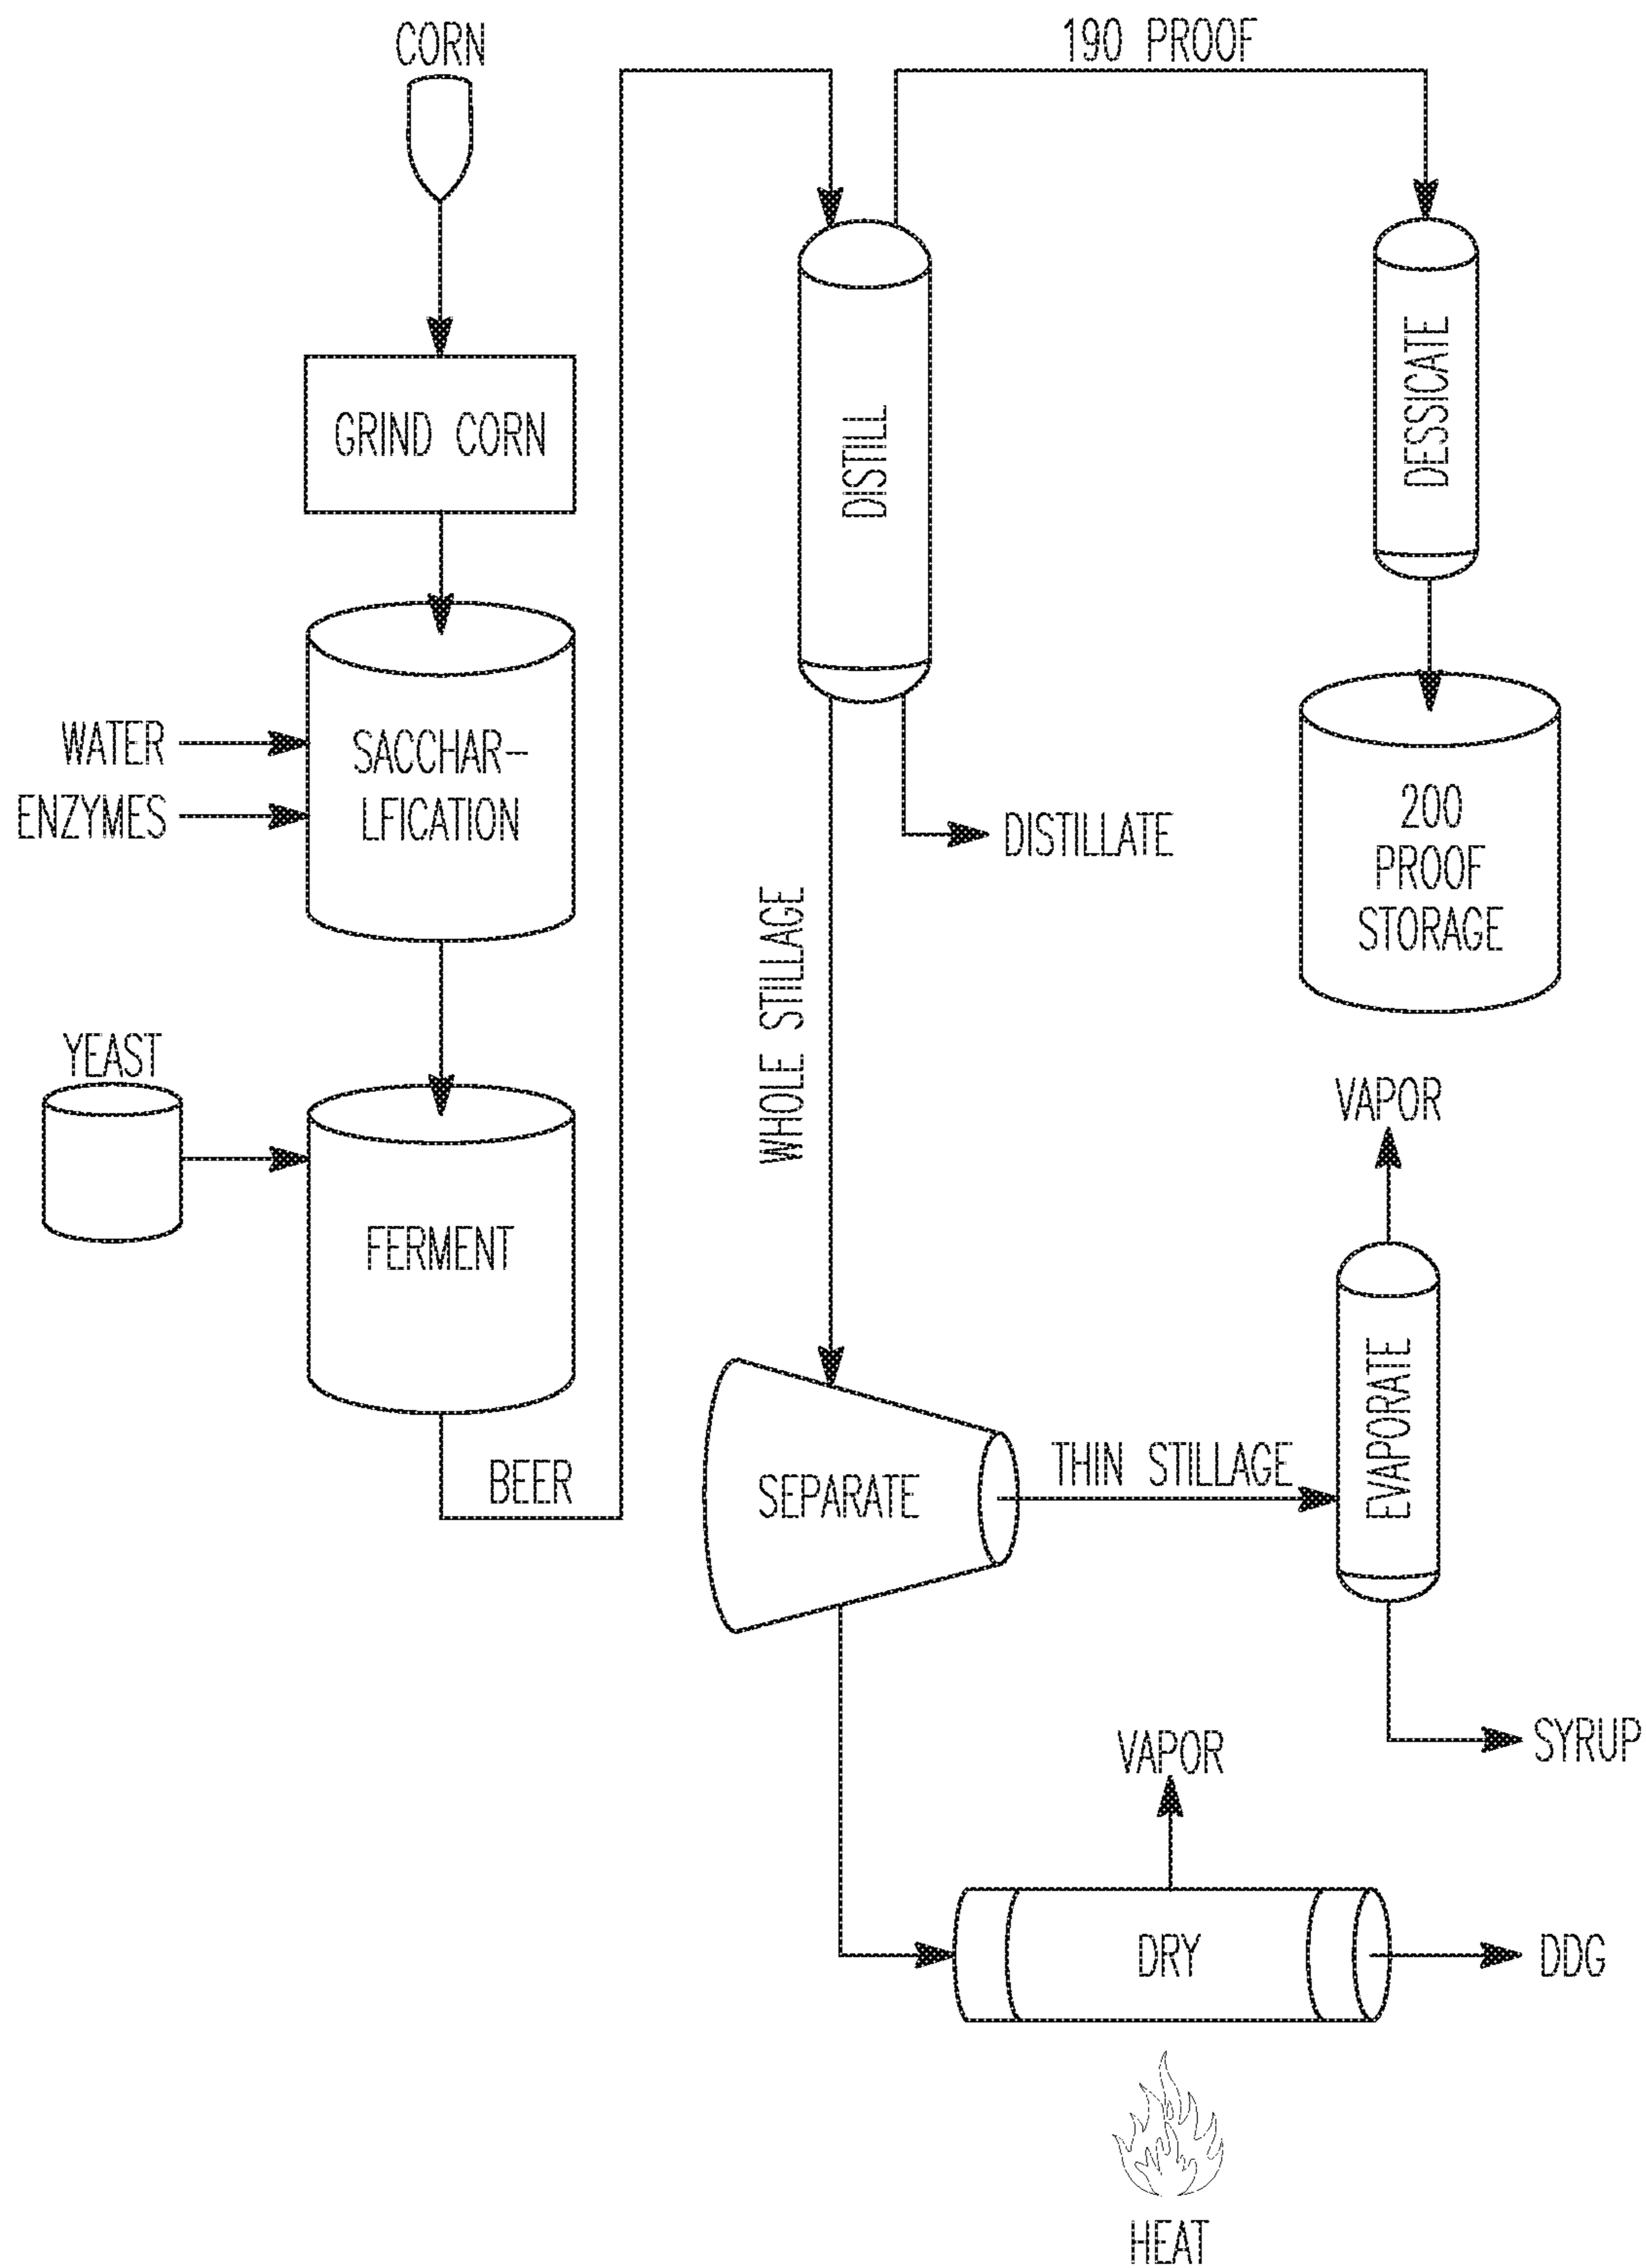 CORN
190 PROOF
GRIND CORN
DISTILL
DESSICATE
WATER
ENZYMES
SACCHAR-
LFICATION
DISTILLATE
200
PROOF
STORAGE
WHOLE STILLAGE
YEAST
FERMENT
BEER
VAPOR
SEPARATE
THIN STILLAGE
EVAPORATE
SYRUP
VAPOR
DRY
DDG
HEAT